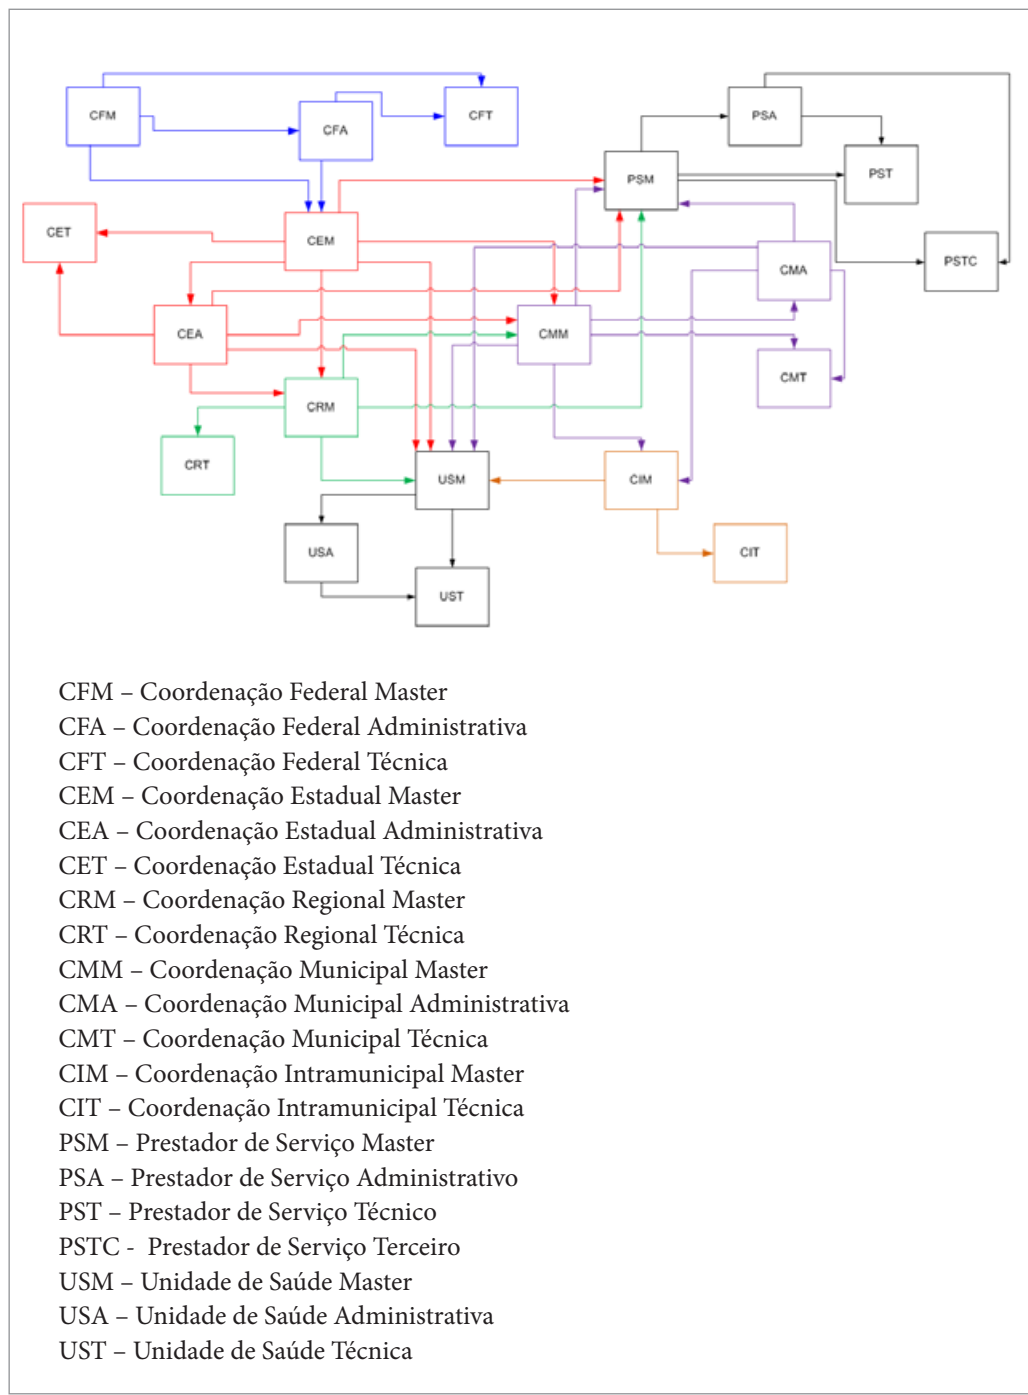 CFM
CFA
CFT
PSA
PST
PSM
CET
CEM
CMA
PSTC
CEA
CMM
CMT
CRM
CRT
USM
CIM
USA
CIT
UST
CFM – Coordenação Federal Master
CFA – Coordenação Federal Administrativa
CFT – Coordenação Federal Técnica
CEM – Coordenação Estadual Master
CEA – Coordenação Estadual Administrativa
CET – Coordenação Estadual Técnica
CRM – Coordenação Regional Master
CRT – Coordenação Regional Técnica
CMM – Coordenação Municipal Master
CMA – Coordenação Municipal Administrativa
CMT – Coordenação Municipal Técnica
CIM – Coordenação Intramunicipal Master
CIT – Coordenação Intramunicipal Técnica
PSM – Prestador de Serviço Master
PSA – Prestador de Serviço Administrativo
PST – Prestador de Serviço Técnico
PSTC - Prestador de Serviço Terceiro
USM – Unidade de Saúde Master
USA – Unidade de Saúde Administrativa
UST – Unidade de Saúde Técnica